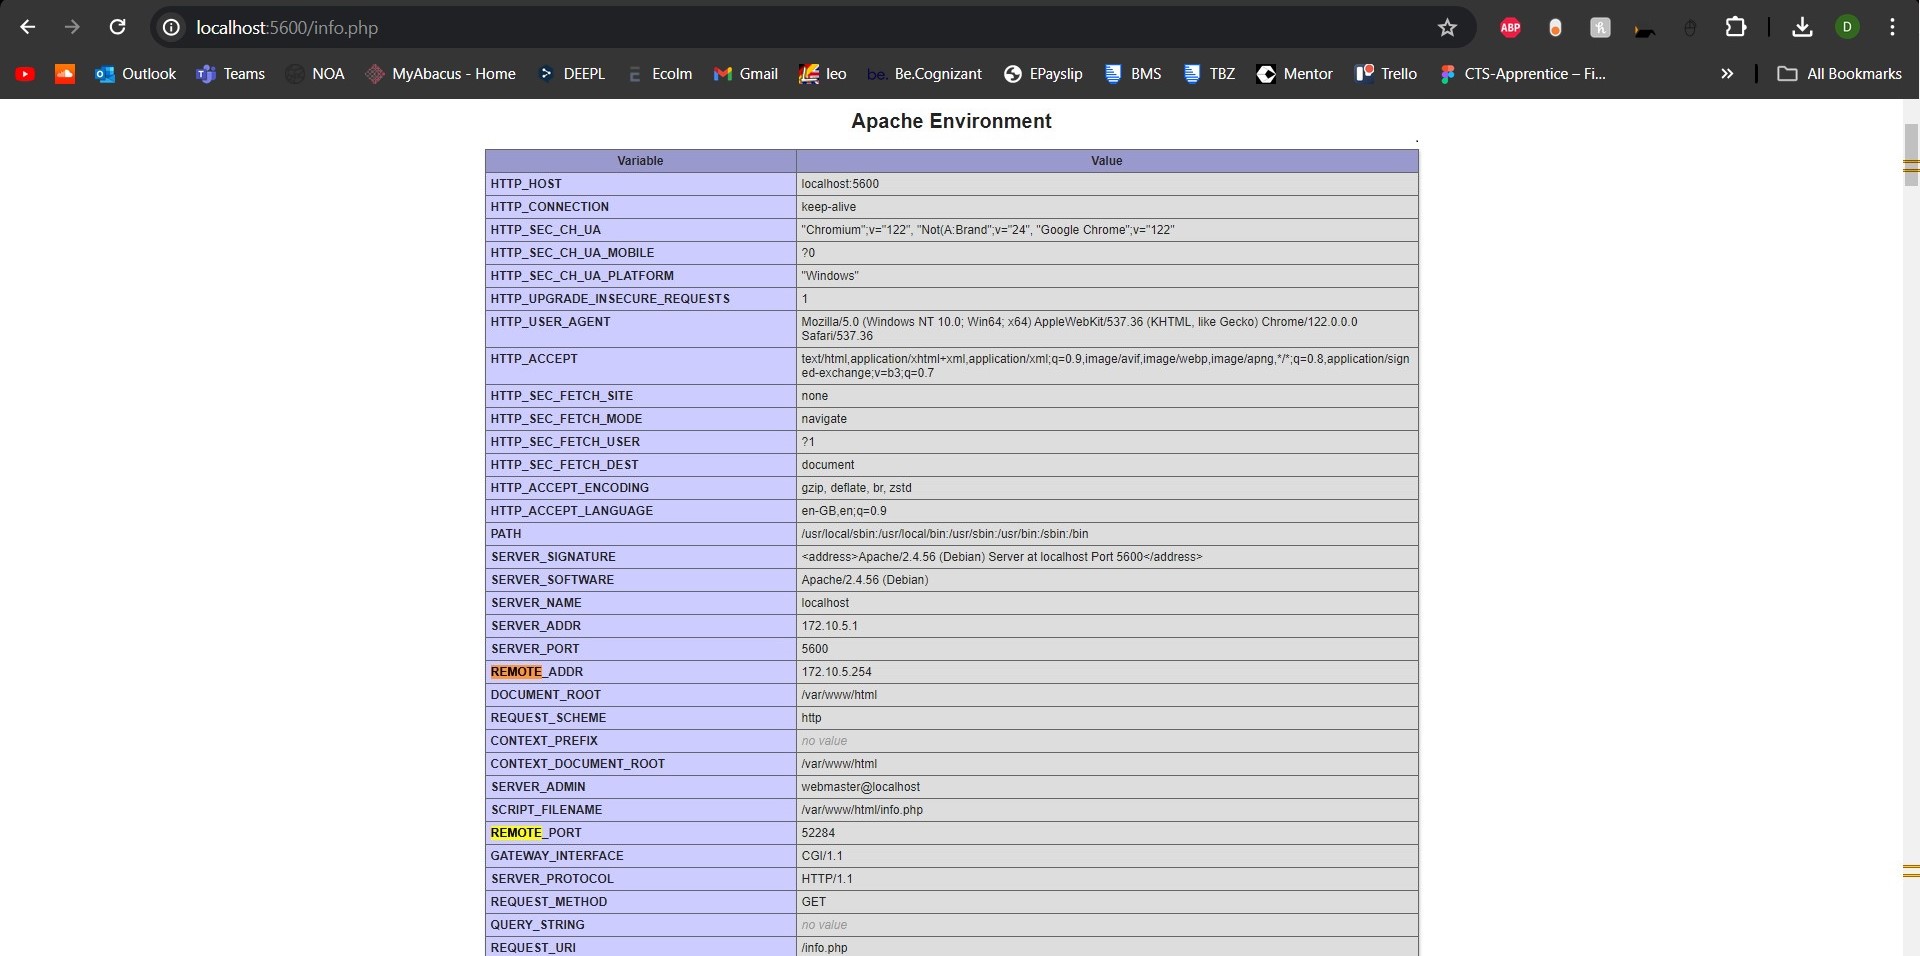 localhost:5600/info.php
ABP
D
Outlook Teams NOA MyAbacus - Home DEEPL Ecolm Gmail leo be. Be.Cognizant EPayslip BMS TBZ Mentor Trello CTS-Apprentice – Fi... » All Bookmarks
Apache Environment
Variable Value
HTTP_HOST localhost:5600
HTTP_CONNECTION keep-alive
HTTP_SEC_CH_UA "Chromium";v="122", "Not(A:Brand";v="24", "Google Chrome";v="122"
HTTP_SEC_CH_UA_MOBILE ?0
HTTP_SEC_CH_UA_PLATFORM "Windows"
HTTP_UPGRADE_INSECURE_REQUESTS 1
HTTP_USER_AGENT Mozilla/5.0 (Windows NT 10.0; Win64; x64) AppleWebKit/537.36 (KHTML, like Gecko) Chrome/122.0.0.0
Safari/537.36
HTTP_ACCEPT text/html,application/xhtml+xml,application/xml;q=0.9,image/avif,image/webp,image/apng,*/*;q=0.8,application/sign
ed-exchange;v=b3;q=0.7
HTTP_SEC_FETCH_SITE none
HTTP_SEC_FETCH_MODE navigate
HTTP_SEC_FETCH_USER ?1
HTTP_SEC_FETCH_DEST document
HTTP_ACCEPT_ENCODING gzip, deflate, br, zstd
HTTP_ACCEPT_LANGUAGE en-GB,en;q=0.9
PATH /usr/local/sbin:/usr/local/bin:/usr/sbin:/usr/bin:/sbin:/bin
SERVER_SIGNATURE <address>Apache/2.4.56 (Debian) Server at localhost Port 5600</address>
SERVER_SOFTWARE Apache/2.4.56 (Debian)
SERVER_NAME localhost
SERVER_ADDR 172.10.5.1
SERVER_PORT 5600
REMOTE_ADDR 172.10.5.254
DOCUMENT_ROOT /var/www/html
REQUEST_SCHEME http
CONTEXT_PREFIX no value
CONTEXT_DOCUMENT_ROOT /var/www/html
SERVER_ADMIN webmaster@localhost
SCRIPT_FILENAME /var/www/html/info.php
REMOTE_PORT 52284
GATEWAY_INTERFACE CGI/1.1
SERVER_PROTOCOL HTTP/1.1
REQUEST_METHOD GET
QUERY_STRING no value
REQUEST_URI /info.php